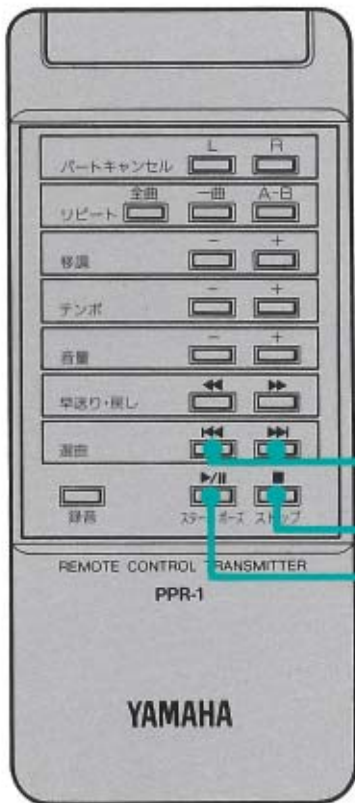 L R
パートキャンセル
全曲 一曲 A-B
リピート
- +
移調
- +
テンポ
- +
音量
◀◀ ▶▶
早送り・戻し
|◀◀ ▶▶|
選曲
▶/II ■
録音 スタート/ポーズ ストップ
REMOTE CONTROL TRANSMITTER
PPR-1
YAMAHA